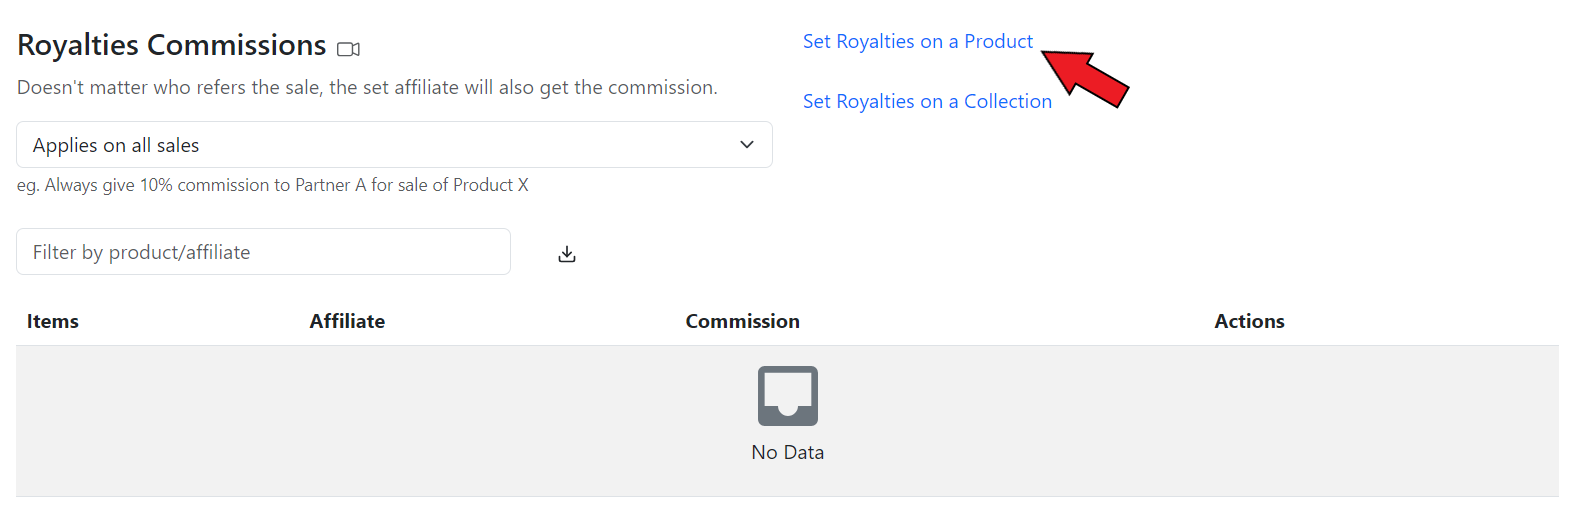 Royalties Commissions
Set Royalties on a Product
Doesn't matter who refers the sale, the set affiliate will also get the commission.
Set Royalties on a Collection
Applies on all sales
eg. Always give 10% commission to Partner A for sale of Product X
Filter by product/affiliate
Items Affiliate Commission Actions
No Data